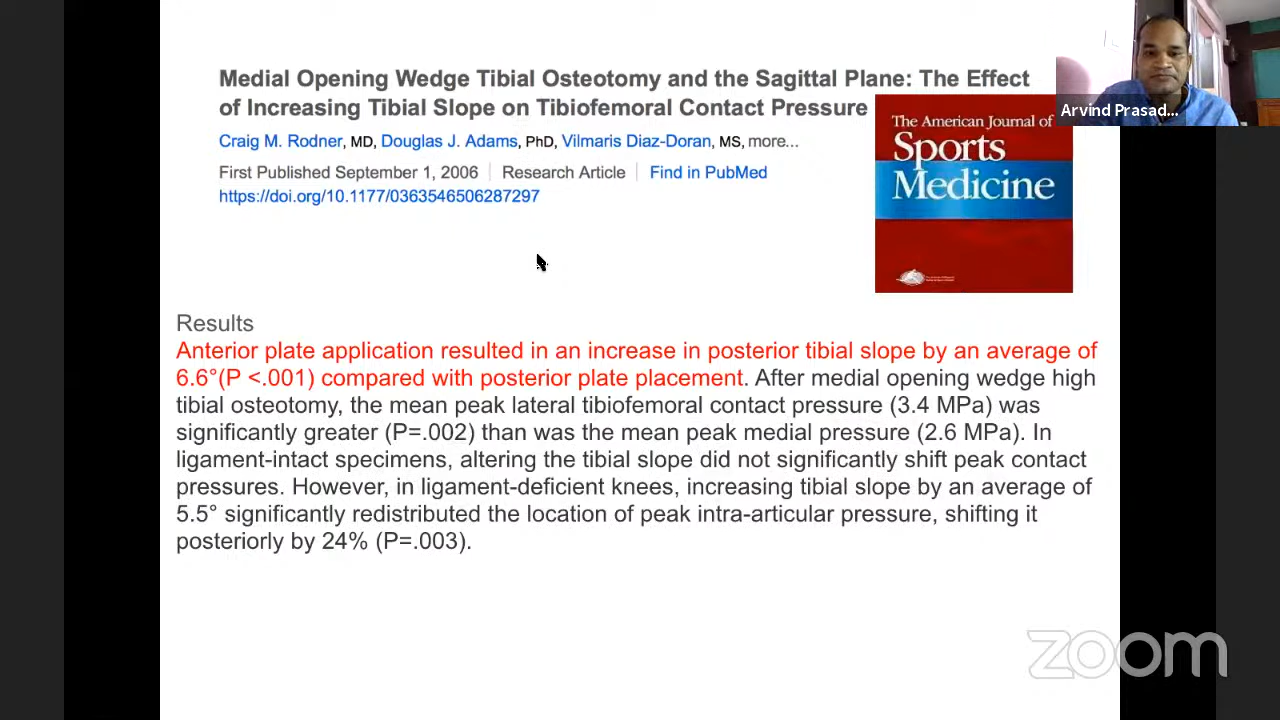 Medial Opening Wedge Tibial Osteotomy and the Sagittal Plane: The Effect
of Increasing Tibial Slope on Tibiofemoral Contact Pressure
Craig M. Rodner, MD, Douglas J. Adams, PhD, Vilmaris Diaz-Doran, MS, more...
First Published September 1, 2006 Research Article Find in PubMed
https://doi.org/10.1177/0363546506287297
The American Journal of
Sports
Medicine
Arvind Prasad...
Results
Anterior plate application resulted in an increase in posterior tibial slope by an average of
6.6°(P <.001) compared with posterior plate placement. After medial opening wedge high
tibial osteotomy, the mean peak lateral tibiofemoral contact pressure (3.4 MPa) was
significantly greater (P=.002) than was the mean peak medial pressure (2.6 MPa). In
ligament-intact specimens, altering the tibial slope did not significantly shift peak contact
pressures. However, in ligament-deficient knees, increasing tibial slope by an average of
5.5° significantly redistributed the location of peak intra-articular pressure, shifting it
posteriorly by 24% (P=.003).
zoom